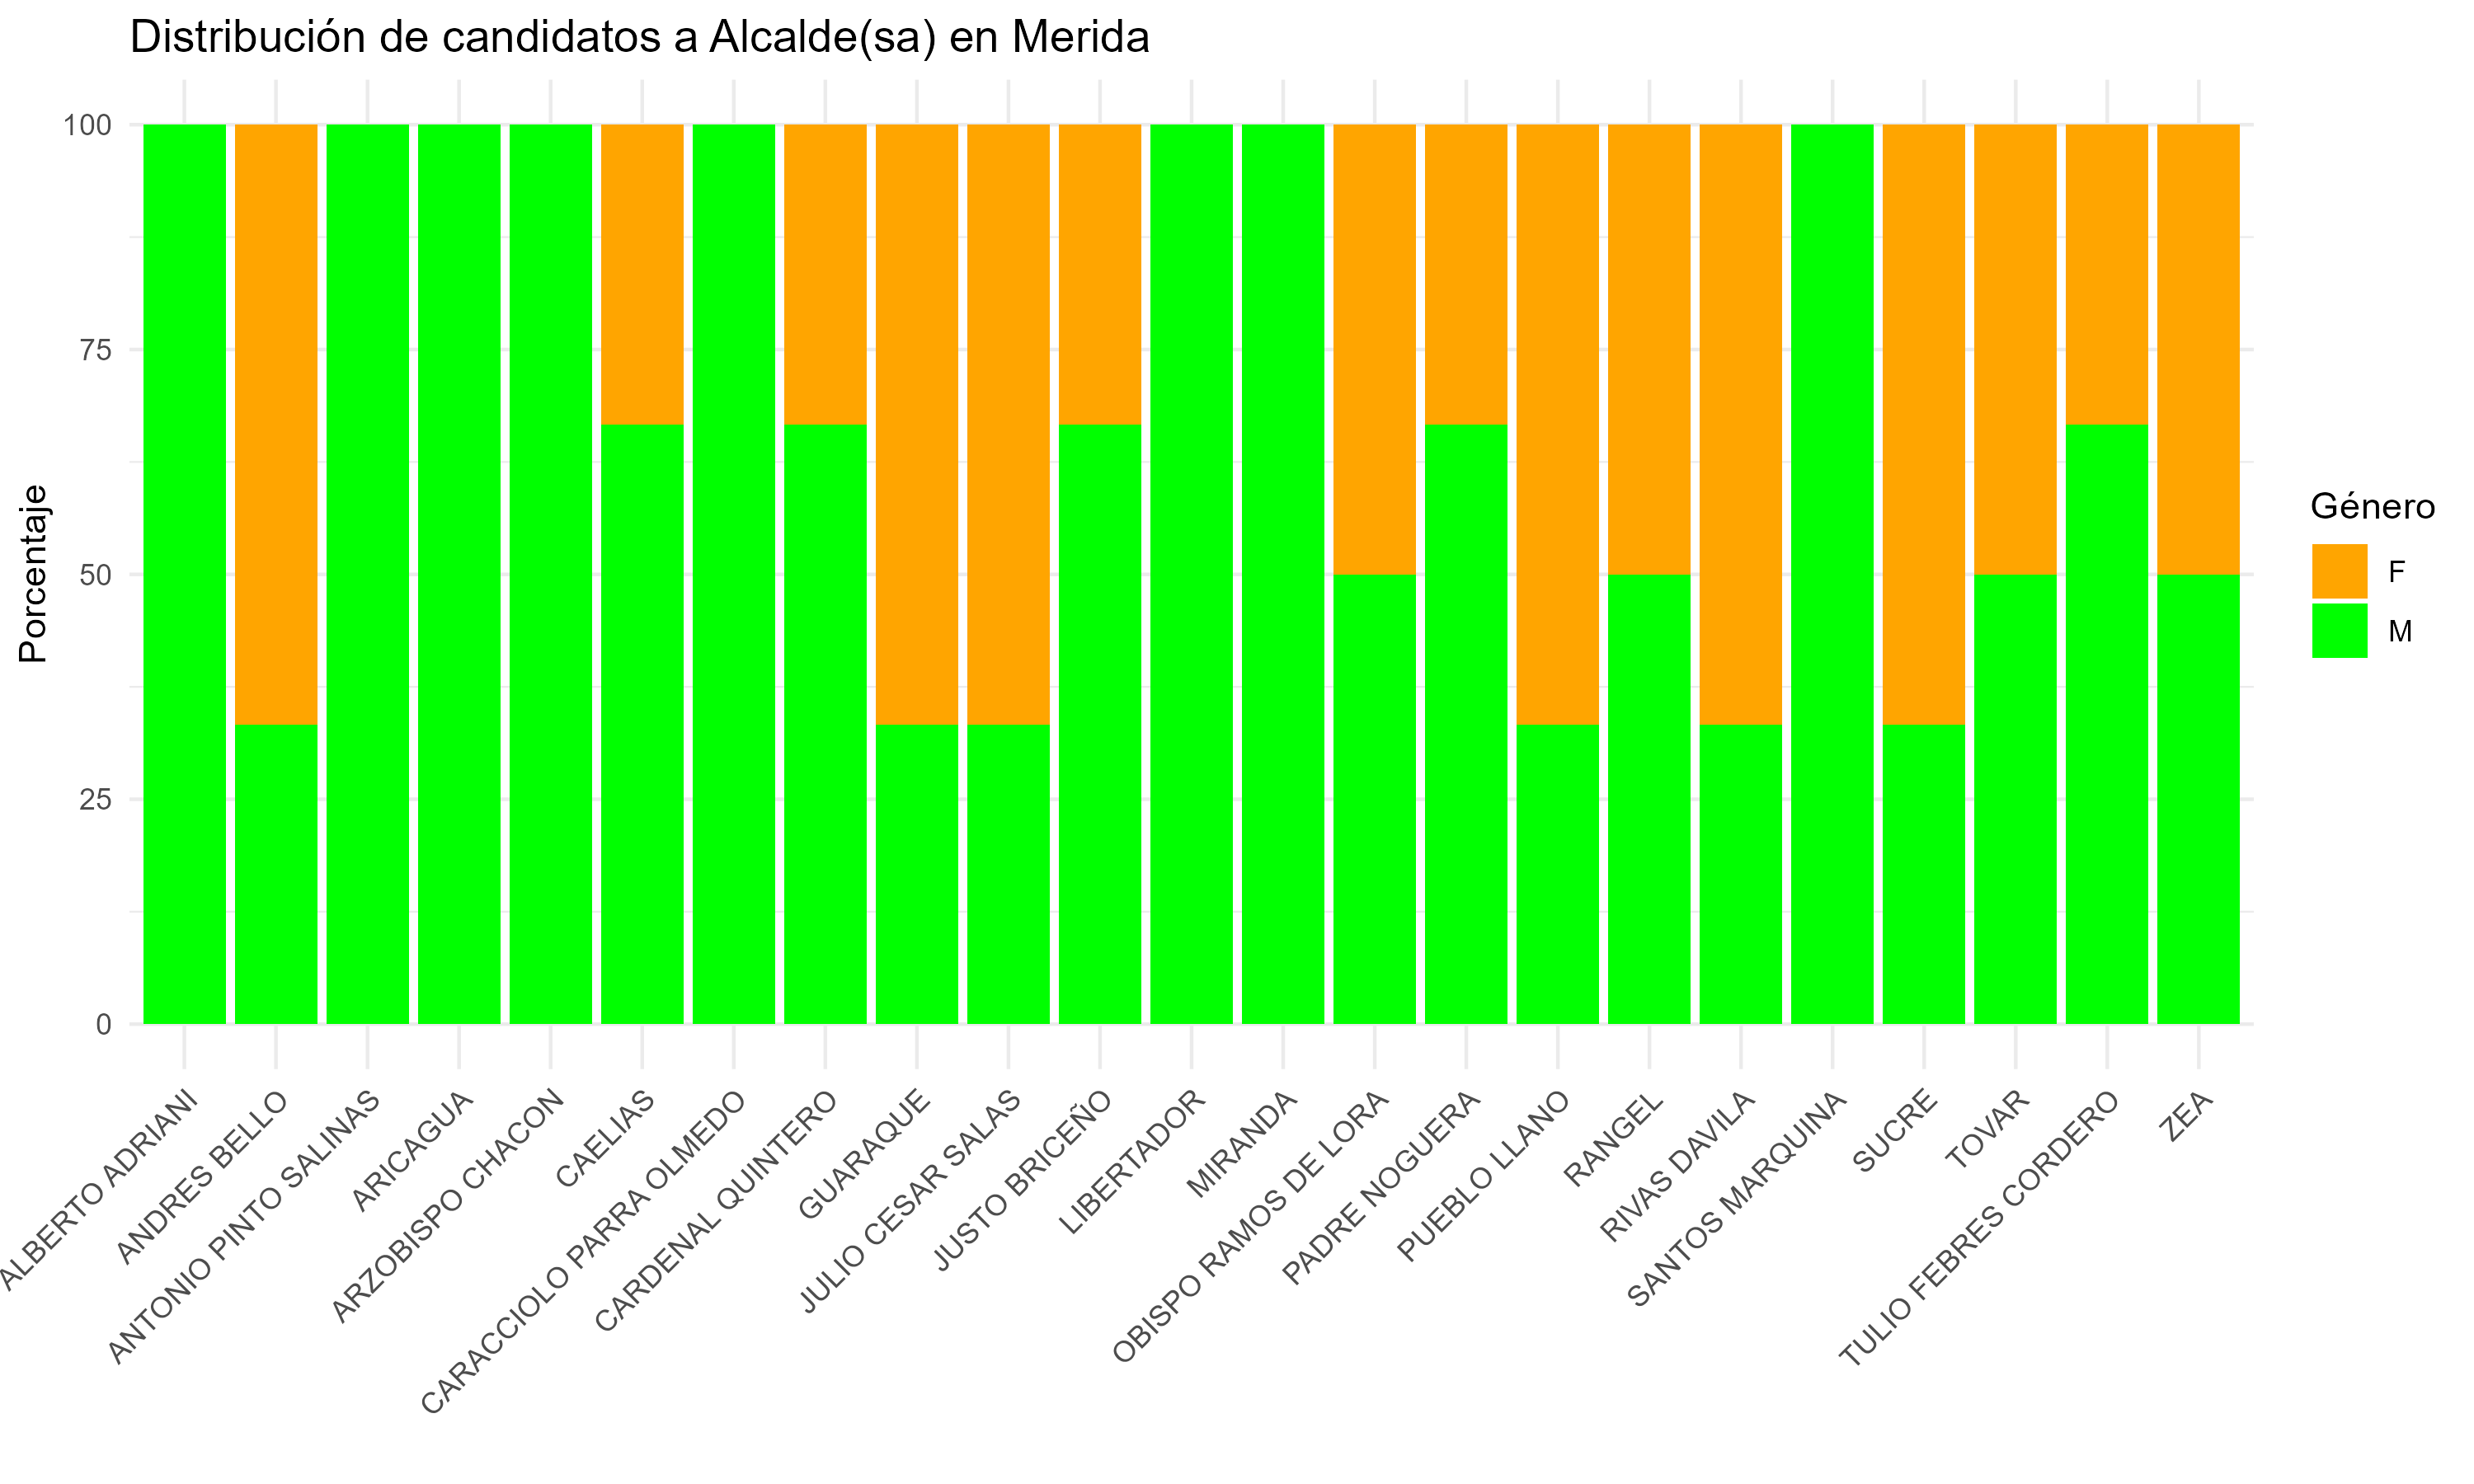 Distribución de candidatos a Alcalde(sa) en Merida
Porcentaje
100
75
50
25
0
ALBERTO ADRIANI
ANDRES BELLO
ANTONIO PINTO SALINAS
ARICAGUA
ARZOBISPO CHACON
CAELIAS
CARACCIOLO PARRA OLMEDO
CARDENAL QUINTERO
GUARAQUE
JULIO CESAR SALAS
JUSTO BRICEÑO
LIBERTADOR
MIRANDA
OBISPO RAMOS DE LORA
PADRE NOGUERA
PUEBLO LLANO
RANGEL
RIVAS DAVILA
SANTOS MARQUINA
SUCRE
TOVAR
TULIO FEBRES CORDERO
ZEA
Género
F
M